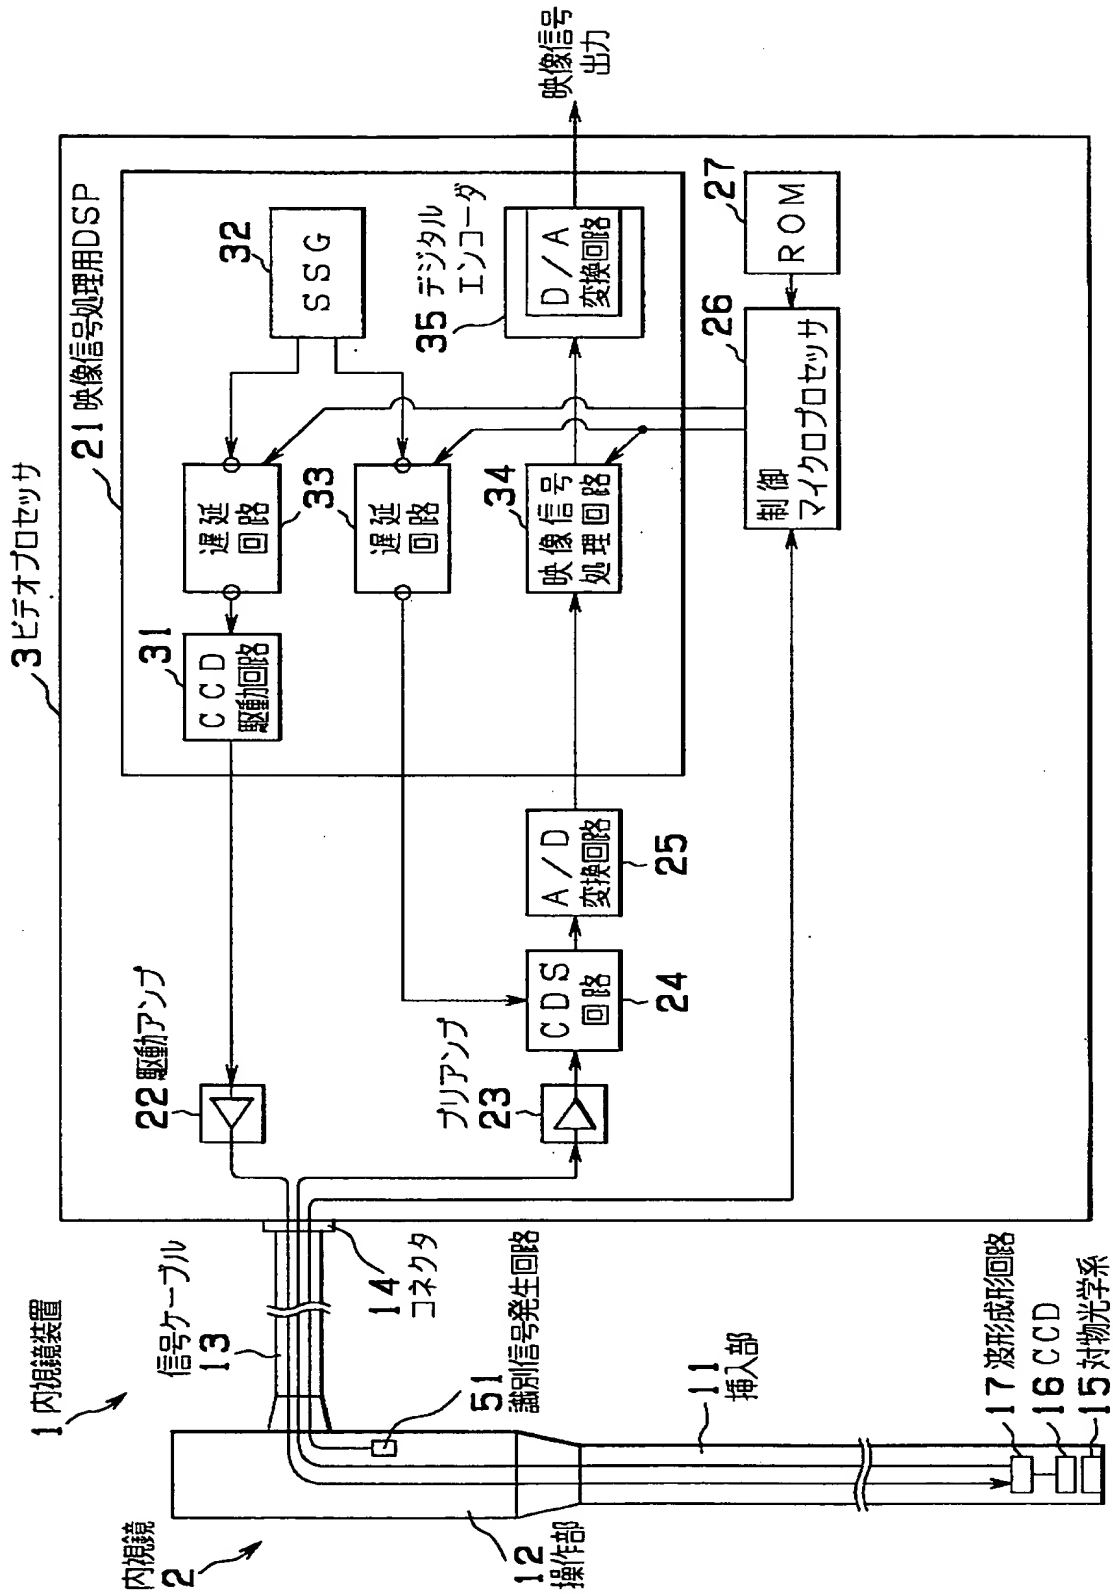 1 内視鏡装置
内視鏡
2
12
操作部
信号ケーブル
13
14
コネクタ
51
識別信号発生回路
11
挿入部
17 波形成形回路
16 CCD
15 対物光学系
3 ビデオプロセッサ
21 映像信号処理用DSP
22 駆動アンプ
31
CCD
駆動回路
遅延
回路
33
遅延
回路
32
SSG
プリアンプ
23
CDS
回路
24
A/D
変換回路
25
34
映像信号
処理回路
35 デジタル
エンコーダ
D/A
変換回路
映像信号
出力
26
制御
マイクロプロセッサ
27
ROM